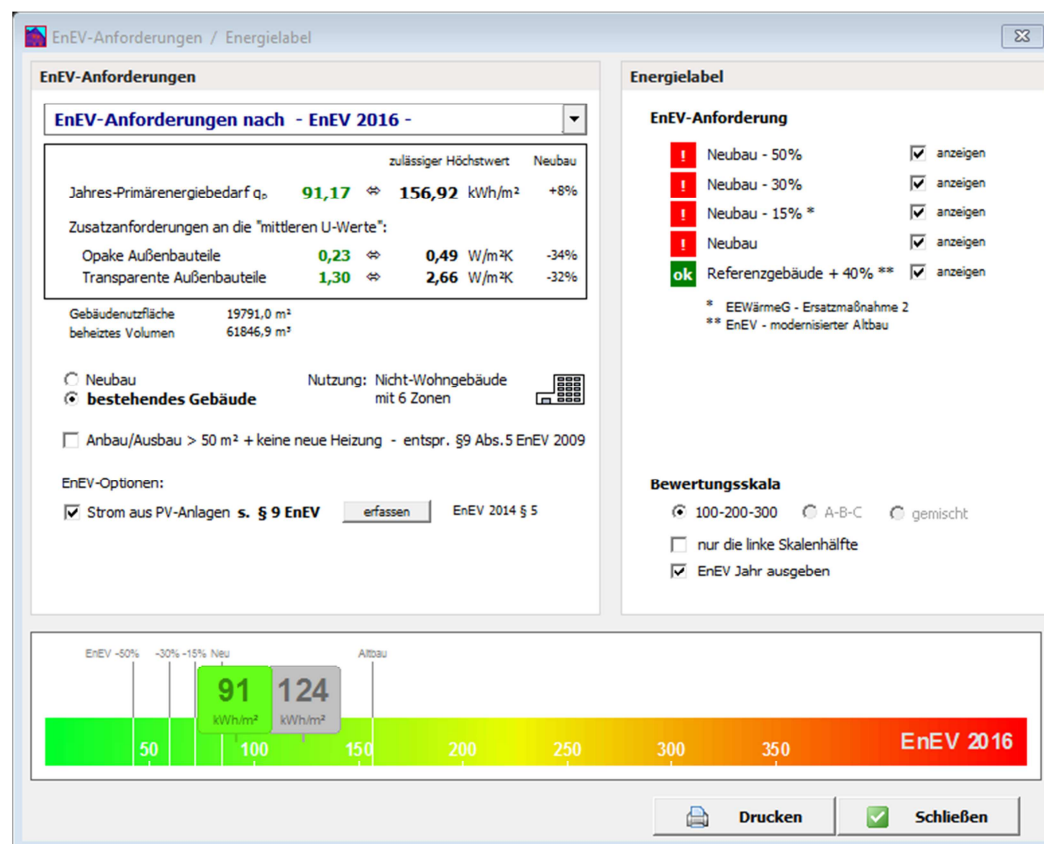 EnEV-Anforderungen / Energielabel
EnEV-Anforderungen
EnEV-Anforderungen nach - EnEV 2016 -
zulässiger Höchstwert Neubau
Jahres-Primärenergiebedarf qₚ 91,17 ⇔ 156,92 kWh/m² +8%
Zusatzanforderungen an die "mittleren U-Werte":
Opake Außenbauteile 0,23 ⇔ 0,49 W/m²K -34%
Transparente Außenbauteile 1,30 ⇔ 2,66 W/m²K -32%
Gebäudenutzfläche 19791,0 m²
beheiztes Volumen 61846,9 m³
Neubau
bestehendes Gebäude
Nutzung: Nicht-Wohngebäude
mit 6 Zonen
Anbau/Ausbau > 50 m² + keine neue Heizung - entspr. §9 Abs.5 EnEV 2009
EnEV-Optionen:
Strom aus PV-Anlagen s. § 9 EnEV erfassen EnEV 2014 § 5
Energielabel
EnEV-Anforderung
! Neubau - 50% anzeigen
! Neubau - 30% anzeigen
! Neubau - 15% * anzeigen
! Neubau anzeigen
ok Referenzgebäude + 40% ** anzeigen
* EEWärmeG - Ersatzmaßnahme 2
** EnEV - modernisierter Altbau
Bewertungsskala
100-200-300 A-B-C gemischt
nur die linke Skalenhälfte
EnEV Jahr ausgeben
EnEV -50% -30% -15% Neu Altbau
91 124
kWh/m² kWh/m²
50 100 150 200 250 300 350 EnEV 2016
Drucken Schließen